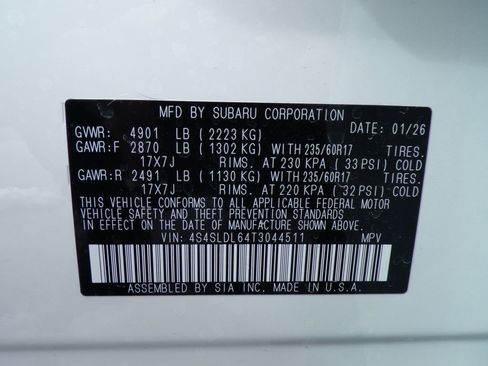 MFD BY SUBARU CORPORATION
GVWR: 4901 LB ( 2223 KG) DATE: 01/26
GAWR:F 2870 LB ( 1302 KG) WITH 235/60R17 TIRES.
17X7J RIMS. AT 230 KPA ( 33 PSI) COLD
GAWR:R 2491 LB ( 1130 KG) WITH 235/60R17 TIRES.
17X7J RIMS. AT 220 KPA ( 32 PSI) COLD
THIS VEHICLE CONFORMS TO ALL APPLICABLE FEDERAL MOTOR
VEHICLE SAFETY AND THEFT PREVENTION STANDARDS
IN EFFECT ON THE DATE OF MANUFACTURE SHOWN ABOVE.
VIN: 4S4SLDL64T3044511 MPV
ASSEMBLED BY SIA INC. MADE IN U.S.A.